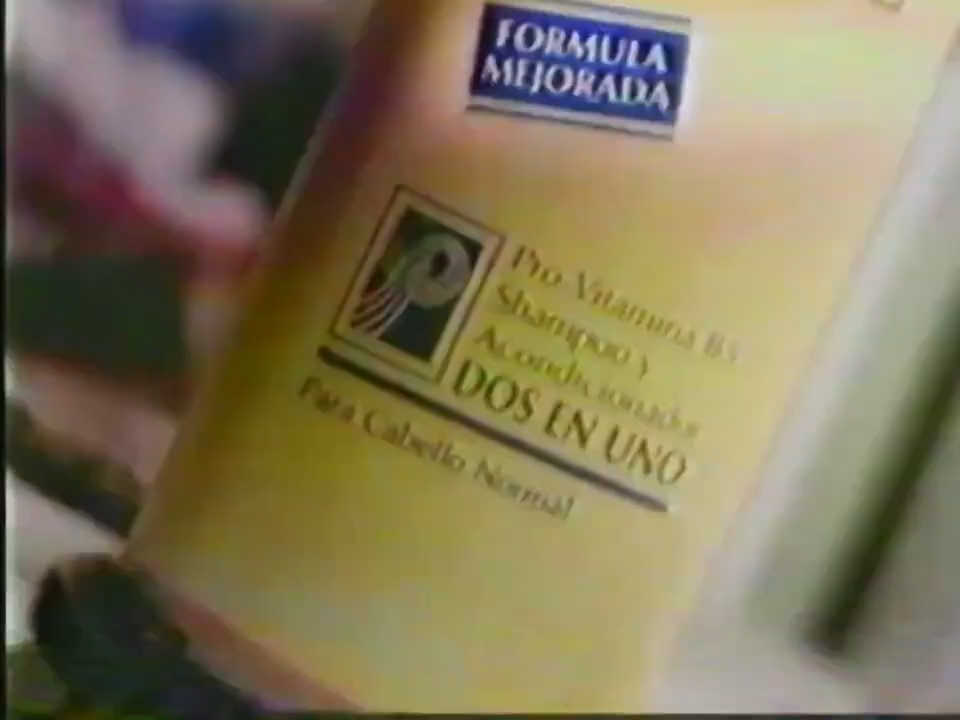 FORMULA
MEJORADA
Pro-Vitamina B5
Shampoo y
Acondicionador
DOS EN UNO
Para Cabello Normal